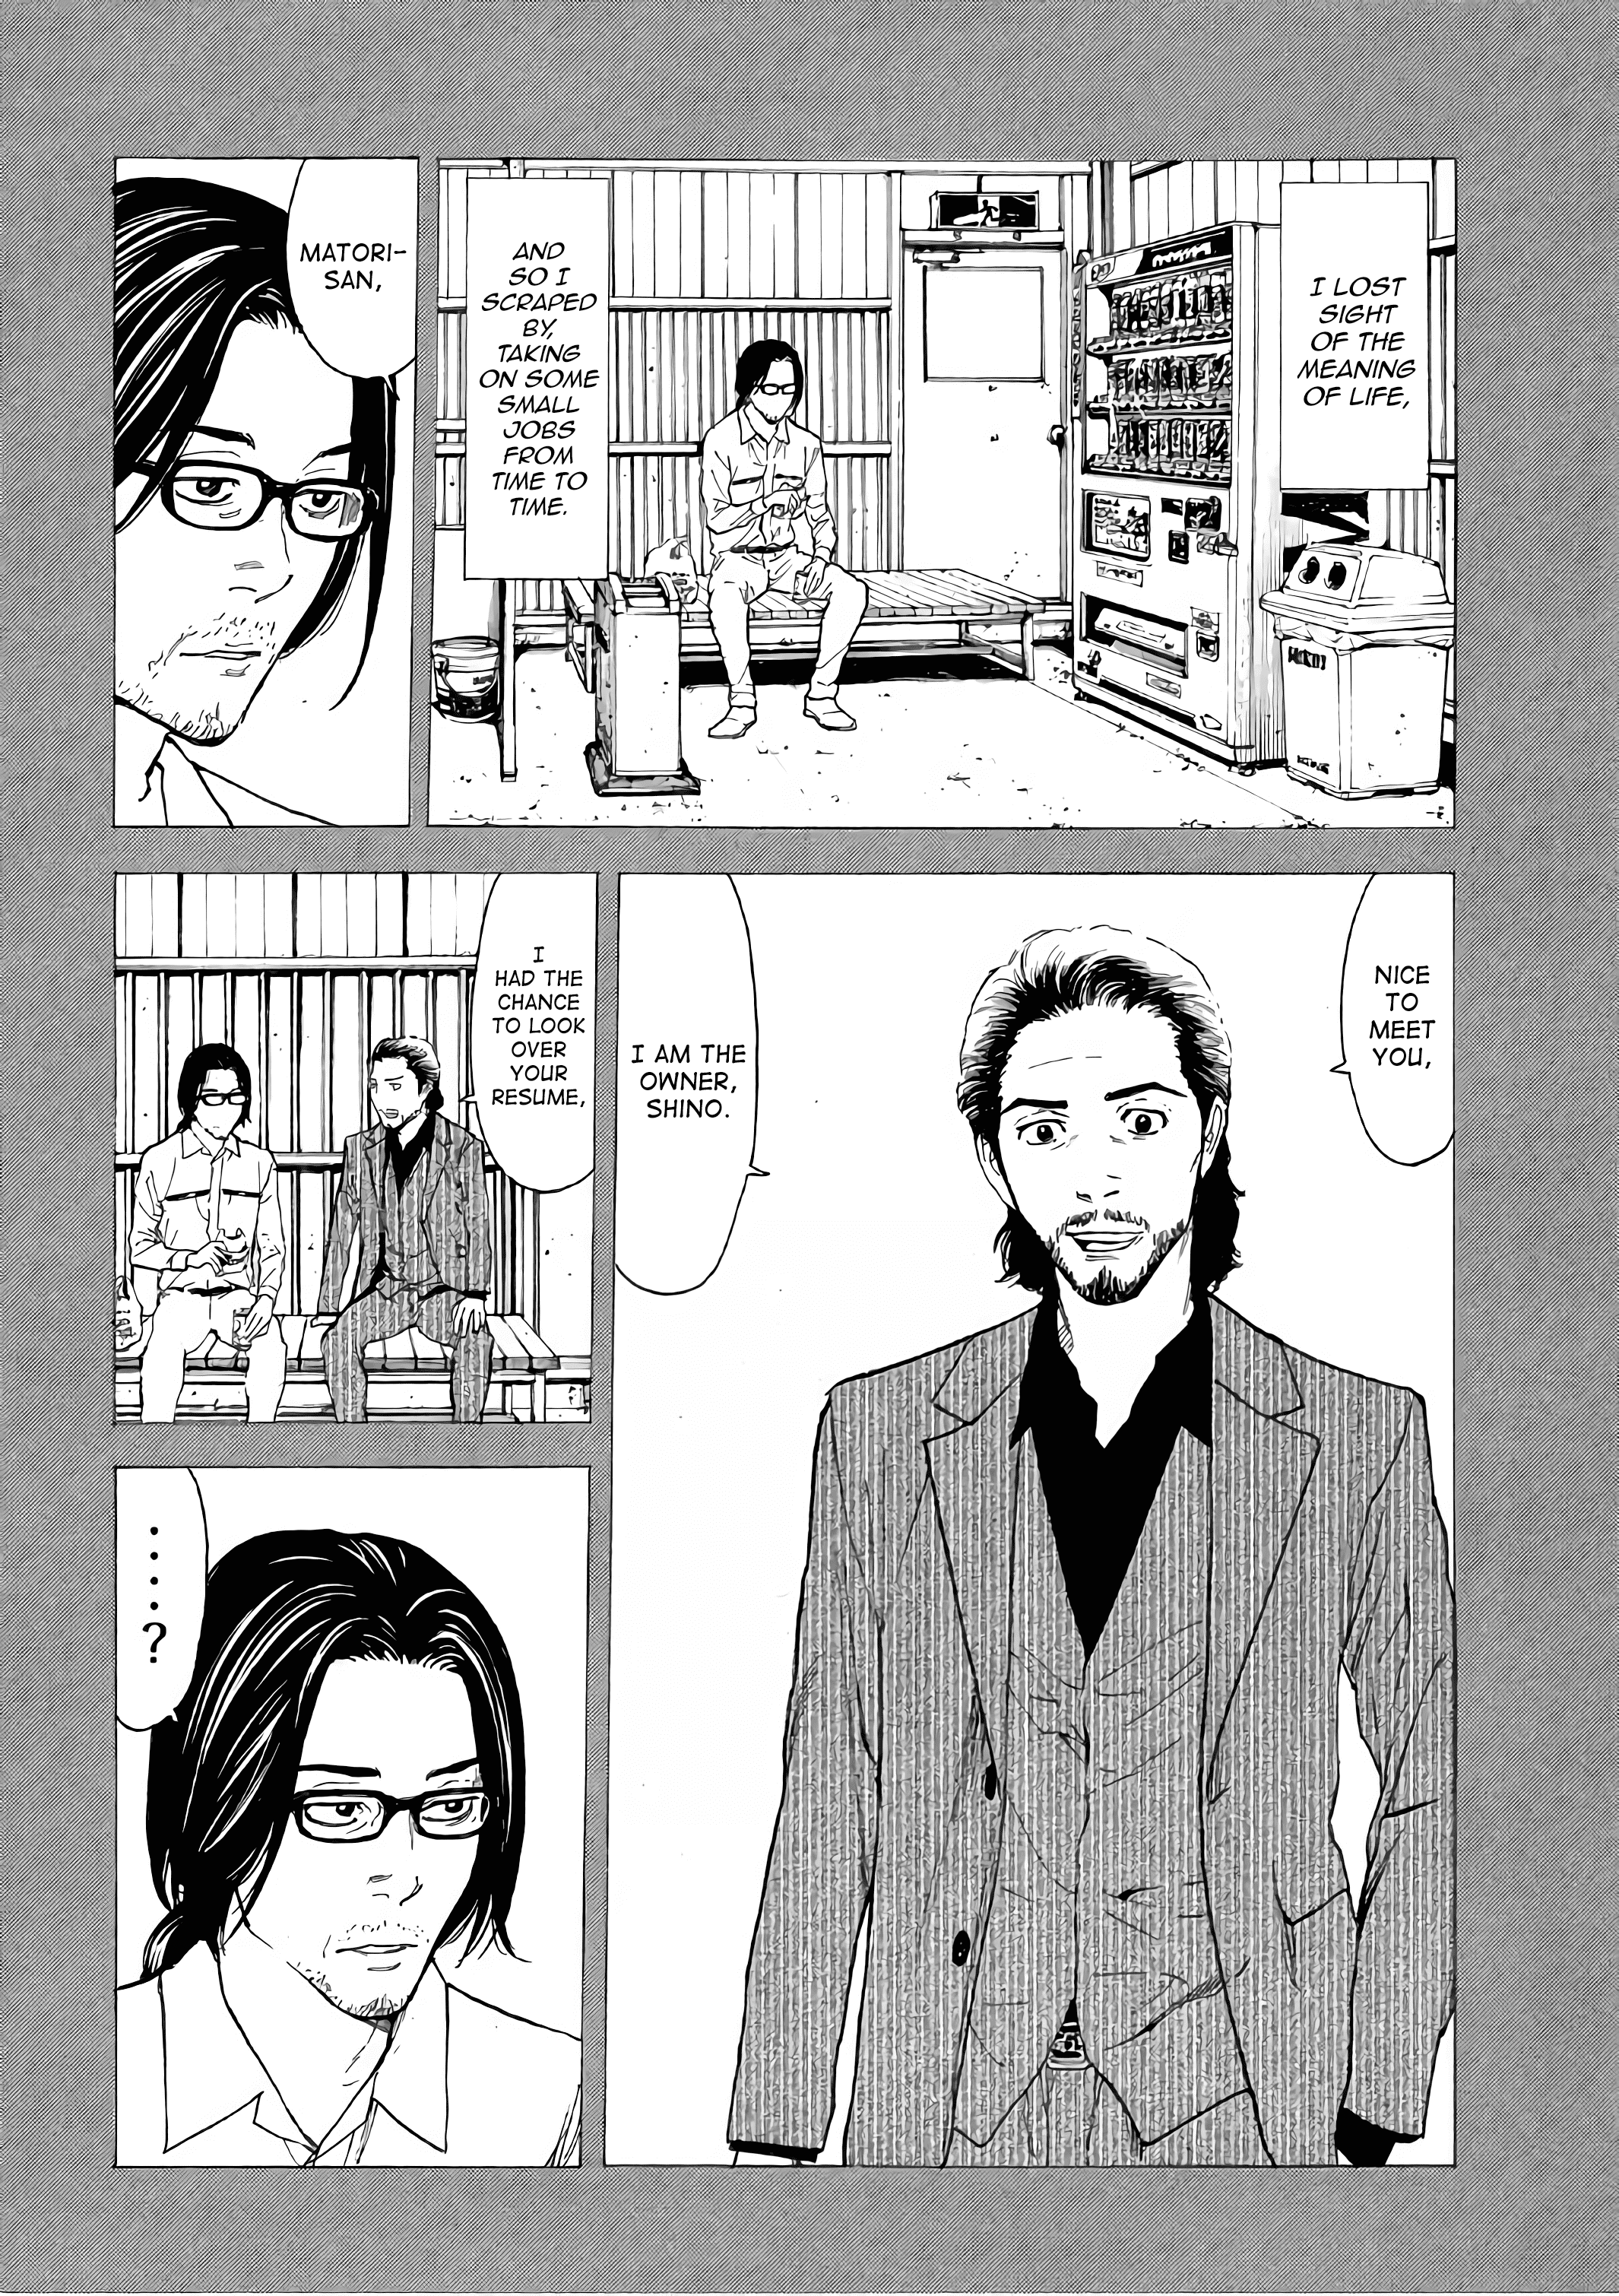 I LOST
SIGHT
OF THE
MEANING
OF LIFE,
AND
SO I
SCRAPED
BY,
TAKING
ON SOME
SMALL
JOBS
FROM
TIME TO
TIME.
MATORI-
SAN,
NICE
TO
MEET
YOU,
I AM THE
OWNER,
SHINO.
I
HAD THE
CHANCE
TO LOOK
OVER
YOUR
RESUME,
.....?